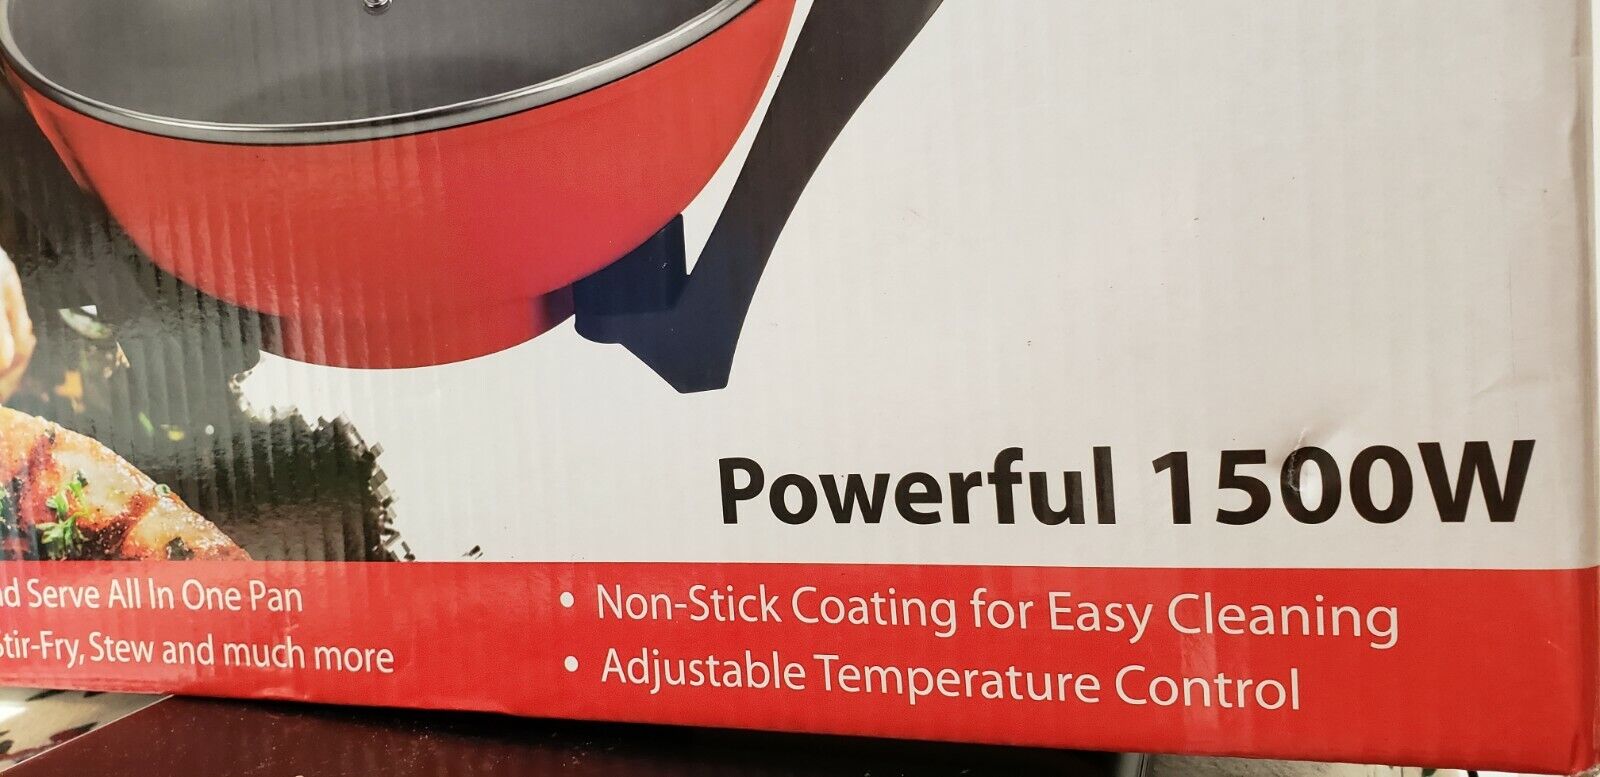 Powerful 1500W
Serve All In One Pan
Stir-Fry, Stew and much more
• Non-Stick Coating for Easy Cleaning
• Adjustable Temperature Control